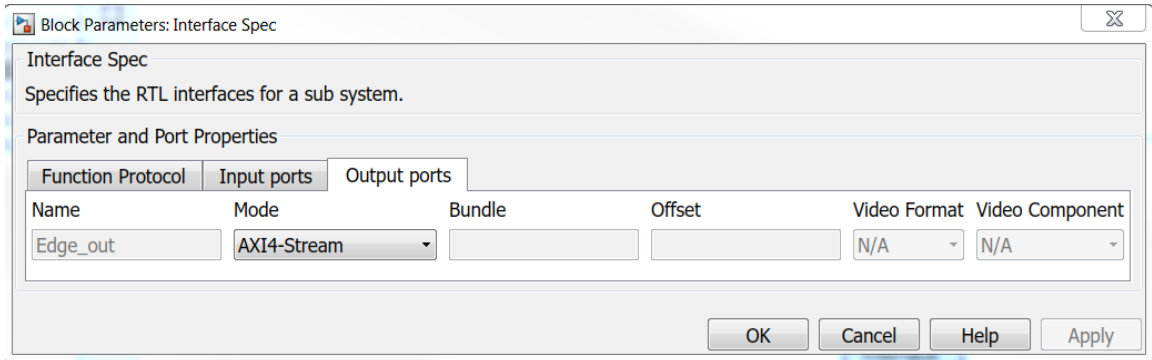 Block Parameters: Interface Spec
Interface Spec
Specifies the RTL interfaces for a sub system.
Parameter and Port Properties
Function Protocol Input ports Output ports
Name Mode Bundle Offset Video Format Video Component
Edge_out AXI4-Stream N/A N/A
OK Cancel Help Apply